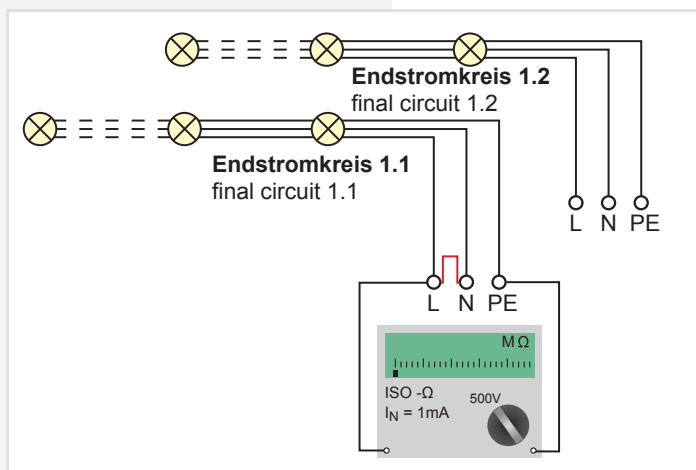 Endstromkreis 1.2
final circuit 1.2
Endstromkreis 1.1
final circuit 1.1
L N PE
L N PE
MΩ
ISO -Ω
500V
IN = 1mA